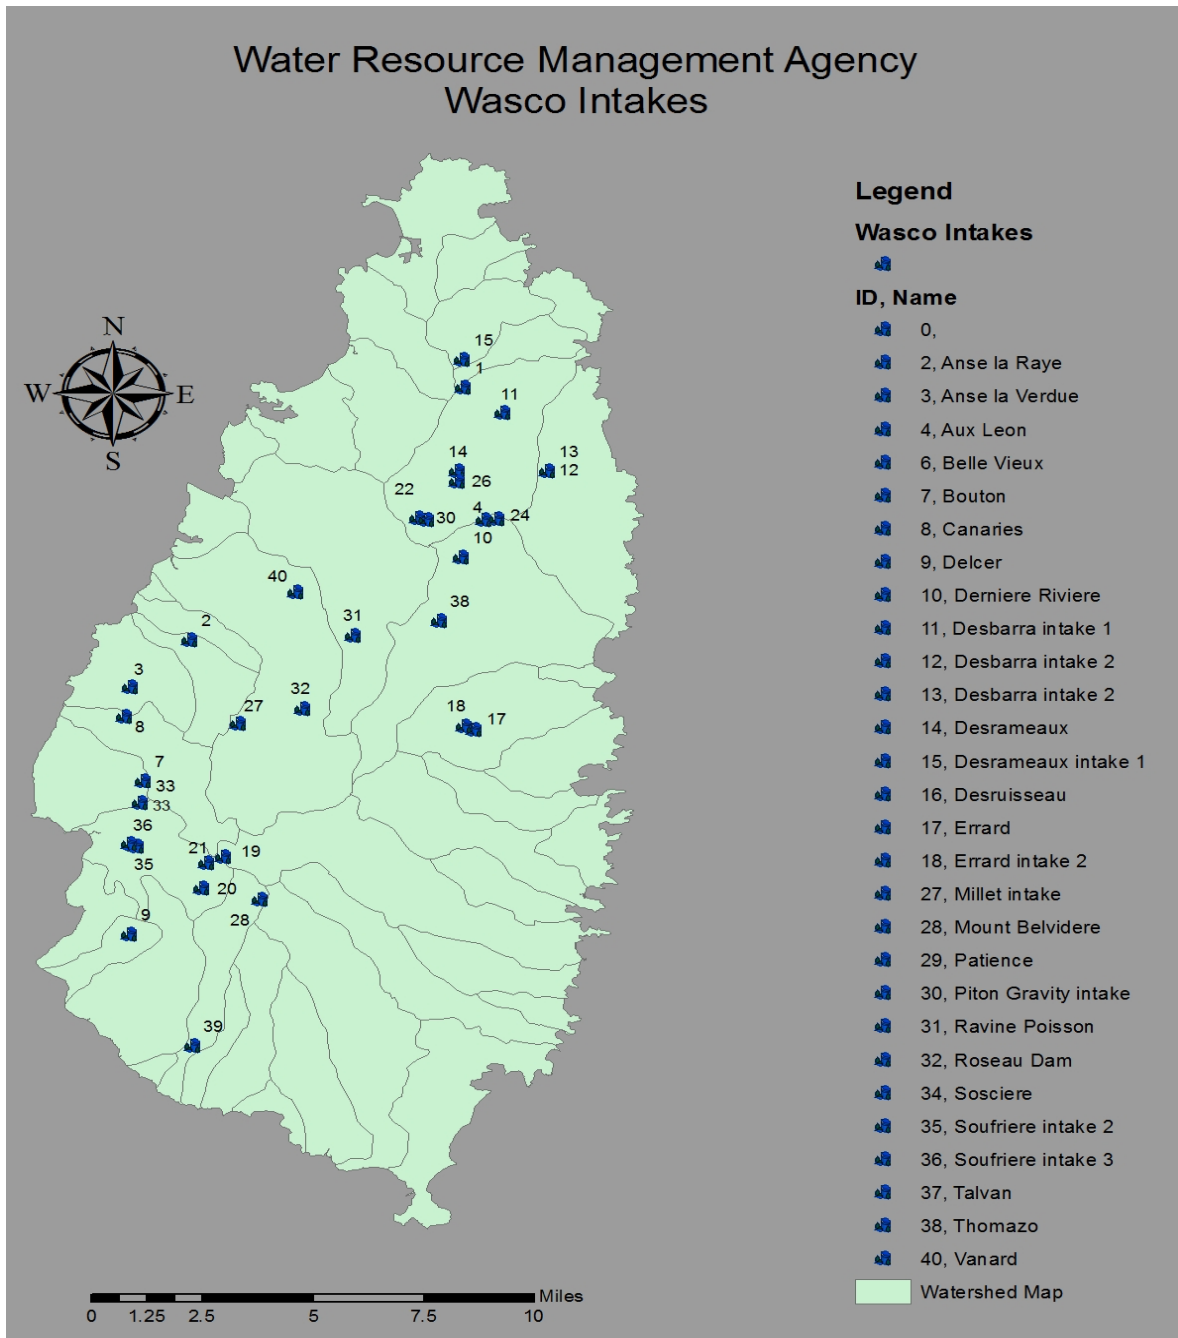 Water Resource Management Agency
Wasco Intakes
Legend
Wasco Intakes
ID, Name
0,
2, Anse la Raye
3, Anse la Verdue
4, Aux Leon
6, Belle Vieux
7, Bouton
8, Canaries
9, Delcer
10, Derniere Riviere
11, Desbarra intake 1
12, Desbarra intake 2
13, Desbarra intake 2
14, Desrameaux
15, Desrameaux intake 1
16, Desruisseau
17, Errard
18, Errard intake 2
27, Millet intake
28, Mount Belvidere
29, Patience
30, Piton Gravity intake
31, Ravine Poisson
32, Roseau Dam
34, Sosciere
35, Soufriere intake 2
36, Soufriere intake 3
37, Talvan
38, Thomazo
40, Vanard
Watershed Map
N
W E
S
15
1
11
14
13
26
12
22
30
4
24
10
40
31
38
2
3
8
32
27
18
17
7
33
33
36
35
21
19
20
28
9
39
Miles
0 1.25 2.5 5 7.5 10